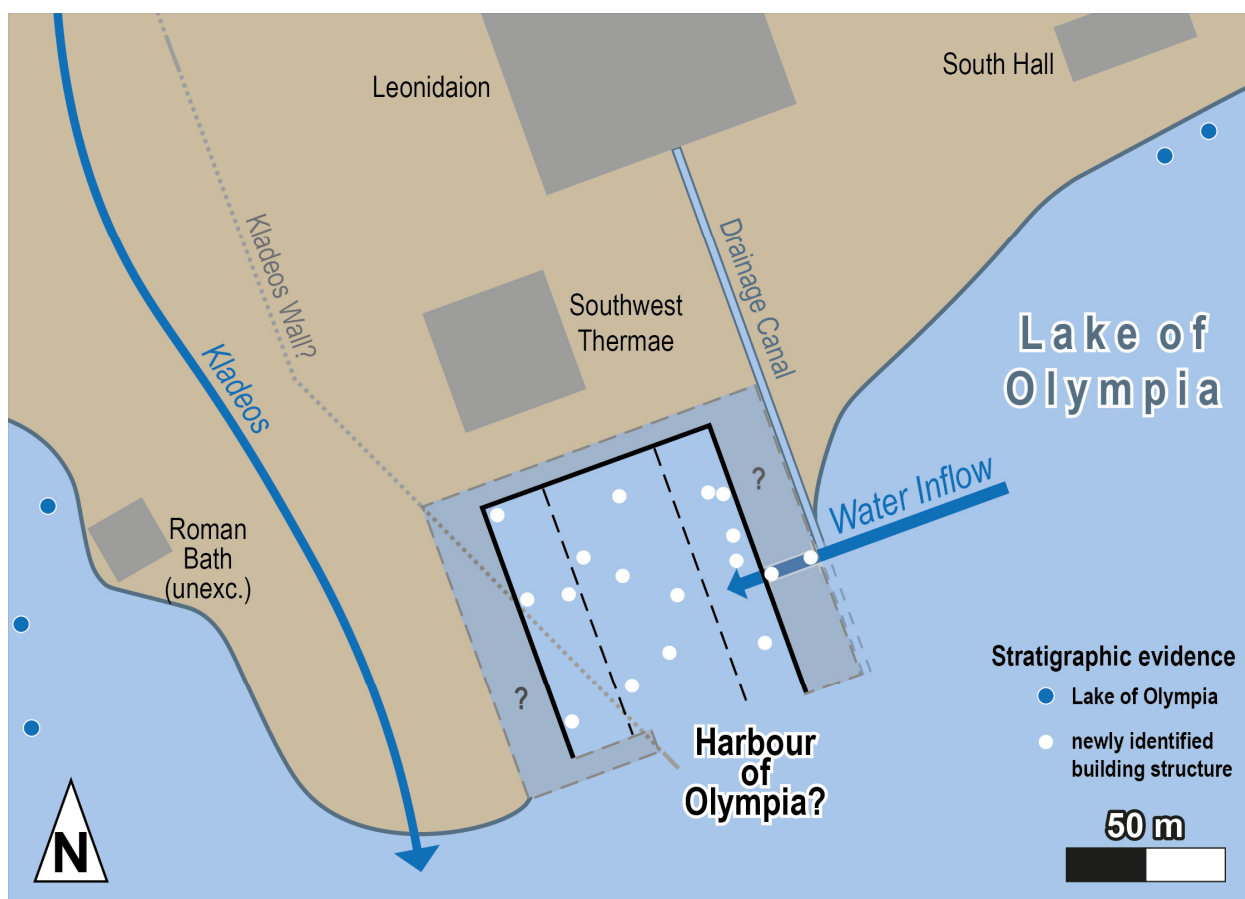 Leonidaion
South Hall
Kladeos Wall?
Drainage Canal
Southwest
Thermae
Lake of
Olympia
Kladeos
?
Water Inflow
Roman
Bath
(unexc.)
?
Harbour
of
Olympia?
Stratigraphic evidence
Lake of Olympia
newly identified
building structure
50 m
N